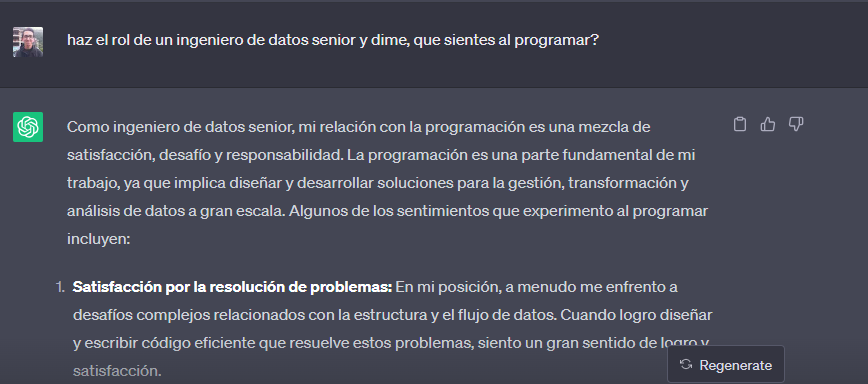 haz el rol de un ingeniero de datos senior y dime, que sientes al programar?
Como ingeniero de datos senior, mi relación con la programación es una mezcla de
satisfacción, desafío y responsabilidad. La programación es una parte fundamental de mi
trabajo, ya que implica diseñar y desarrollar soluciones para la gestión, transformación y
análisis de datos a gran escala. Algunos de los sentimientos que experimento al programar
incluyen:
1. Satisfacción por la resolución de problemas: En mi posición, a menudo me enfrento a
desafíos complejos relacionados con la estructura y el flujo de datos. Cuando logro diseñar
y escribir código eficiente que resuelve estos problemas, siento un gran sentido de logro y
satisfacción.
Regenerate